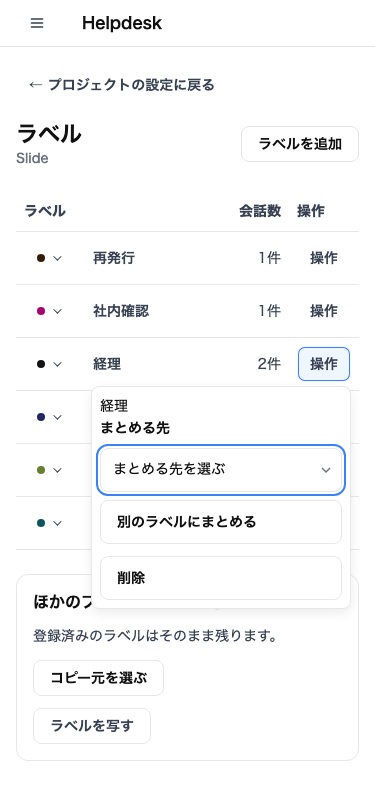 Helpdesk
← プロジェクトの設定に戻る
ラベル
Slide
ラベルを追加
ラベル 会話数 操作
再発行 1件 操作
社内確認 1件 操作
経理 2件 操作
経理
まとめる先
まとめる先を選ぶ
別のラベルにまとめる
削除
ほかのプ
登録済みのラベルはそのまま残ります。
コピー元を選ぶ
ラベルを写す